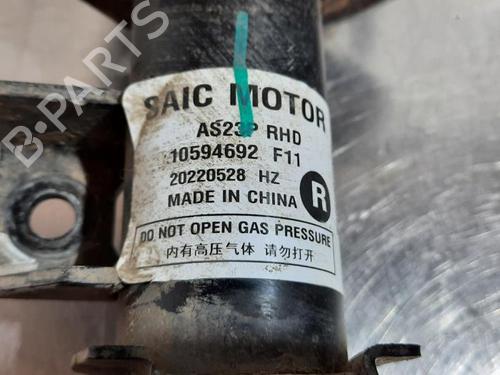 SAIC MOTOR
AS23P RHD
10594692 F11
20220528 HZ
MADE IN CHINA
R
DO NOT OPEN GAS PRESSURE
内有高压气体 请勿打开